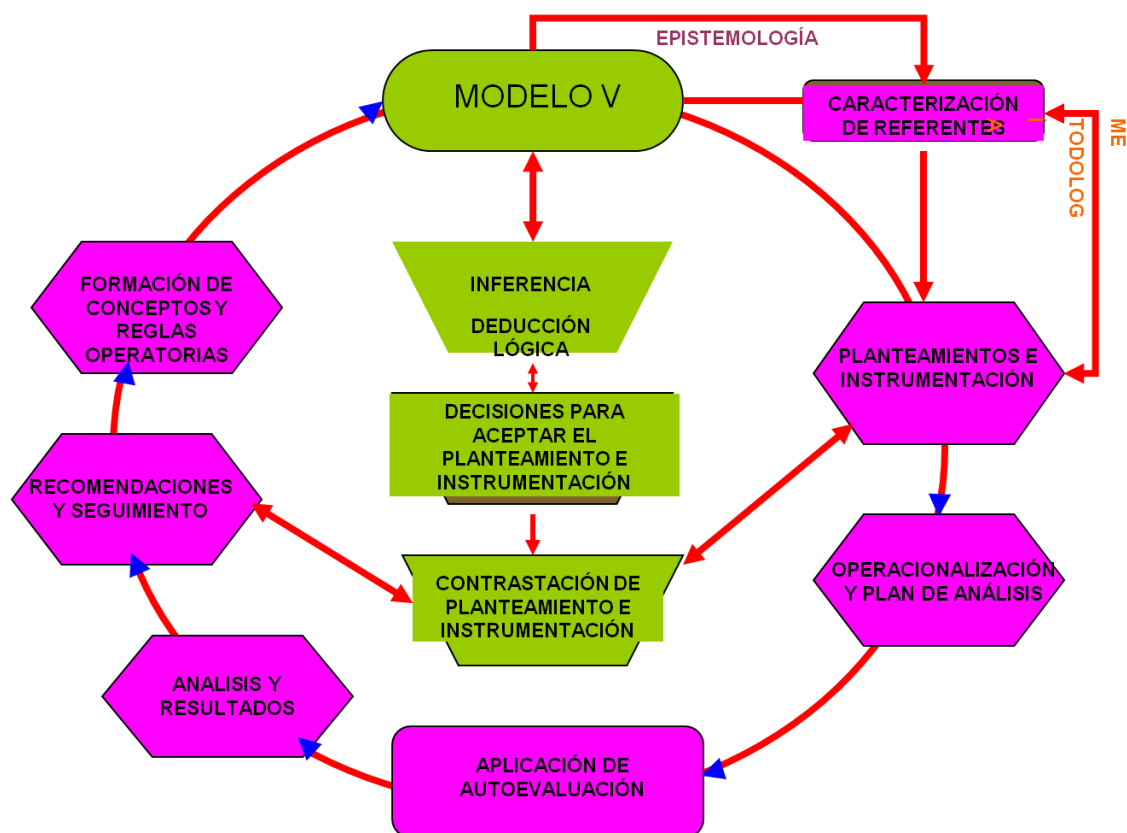 EPISTEMOLOGÍA
MODELO V
CARACTERIZACIÓN
DE REFERENTES
ME
TODOLOG
Í
A
FORMACIÓN DE
CONCEPTOS Y
REGLAS
OPERATORIAS
INFERENCIA
DEDUCCIÓN
LÓGICA
PLANTEAMIENTOS E
INSTRUMENTACIÓN
DECISIONES PARA
ACEPTAR EL
PLANTEAMIENTO E
INSTRUMENTACIÓN
RECOMENDACIONES
Y SEGUIMIENTO
CONTRASTACIÓN DE
PLANTEAMIENTO E
INSTRUMENTACIÓN
OPERACIONALIZACIÓN
Y PLAN DE ANÁLISIS
ANALISIS Y
RESULTADOS
APLICACIÓN DE
AUTOEVALUACIÓN